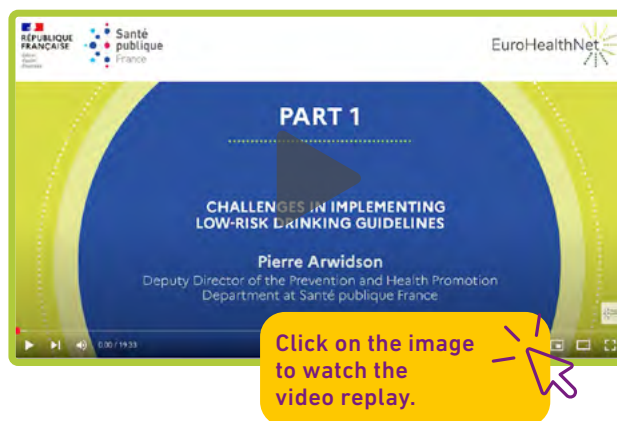 RÉPUBLIQUE
FRANÇAISE
Santé
publique
France
EuroHealthNet
PART 1
CHALLENGES IN IMPLEMENTING
LOW-RISK DRINKING GUIDELINES
Pierre Arwidson
Deputy Director of the Prevention and Health Promotion
Department at Santé publique France
0:00 / 19:33
Click on the image
to watch the
video replay.